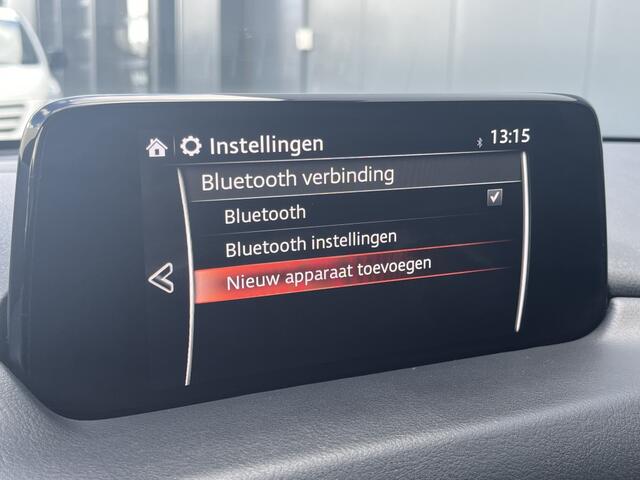 Instellingen 13:15
Bluetooth verbinding
Bluetooth
Bluetooth instellingen
Nieuw apparaat toevoegen